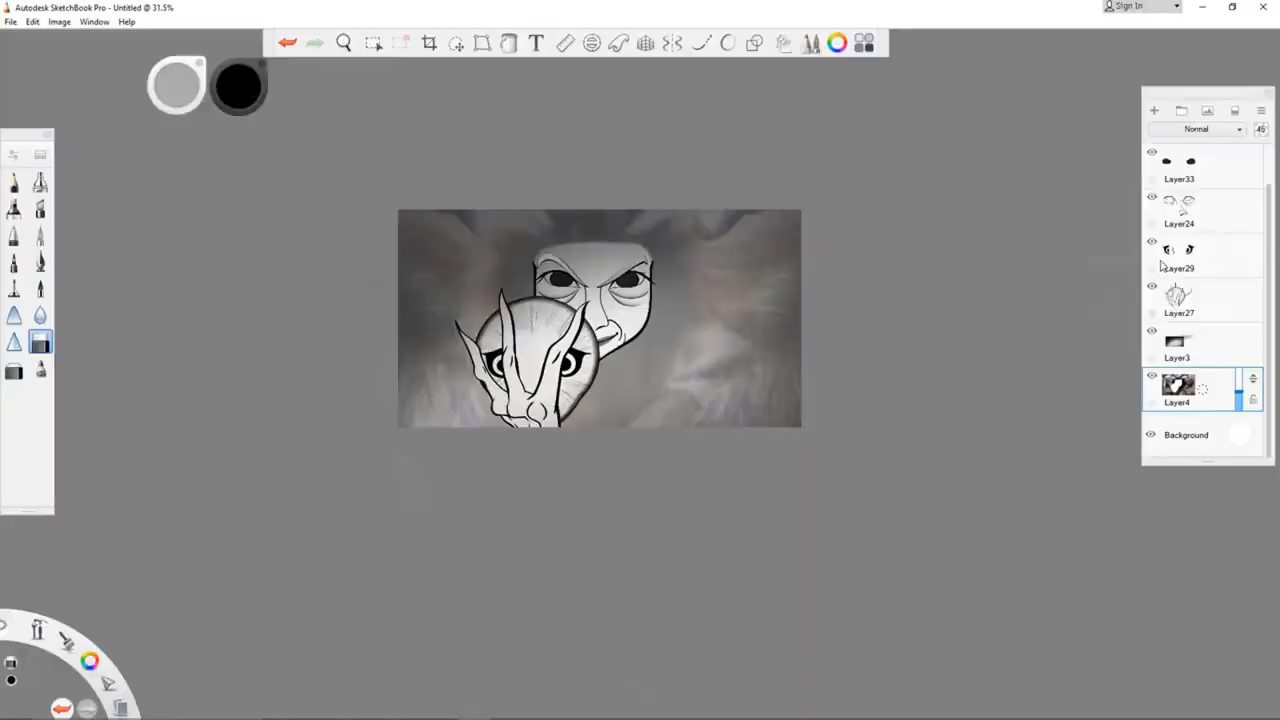 Autodesk SketchBook Pro - Untitled @ 31.5%
Sign In
File Edit Image Window Help
T
Normal
45
Layer33
Layer24
Layer29
Layer27
Layer3
Layer4
Background